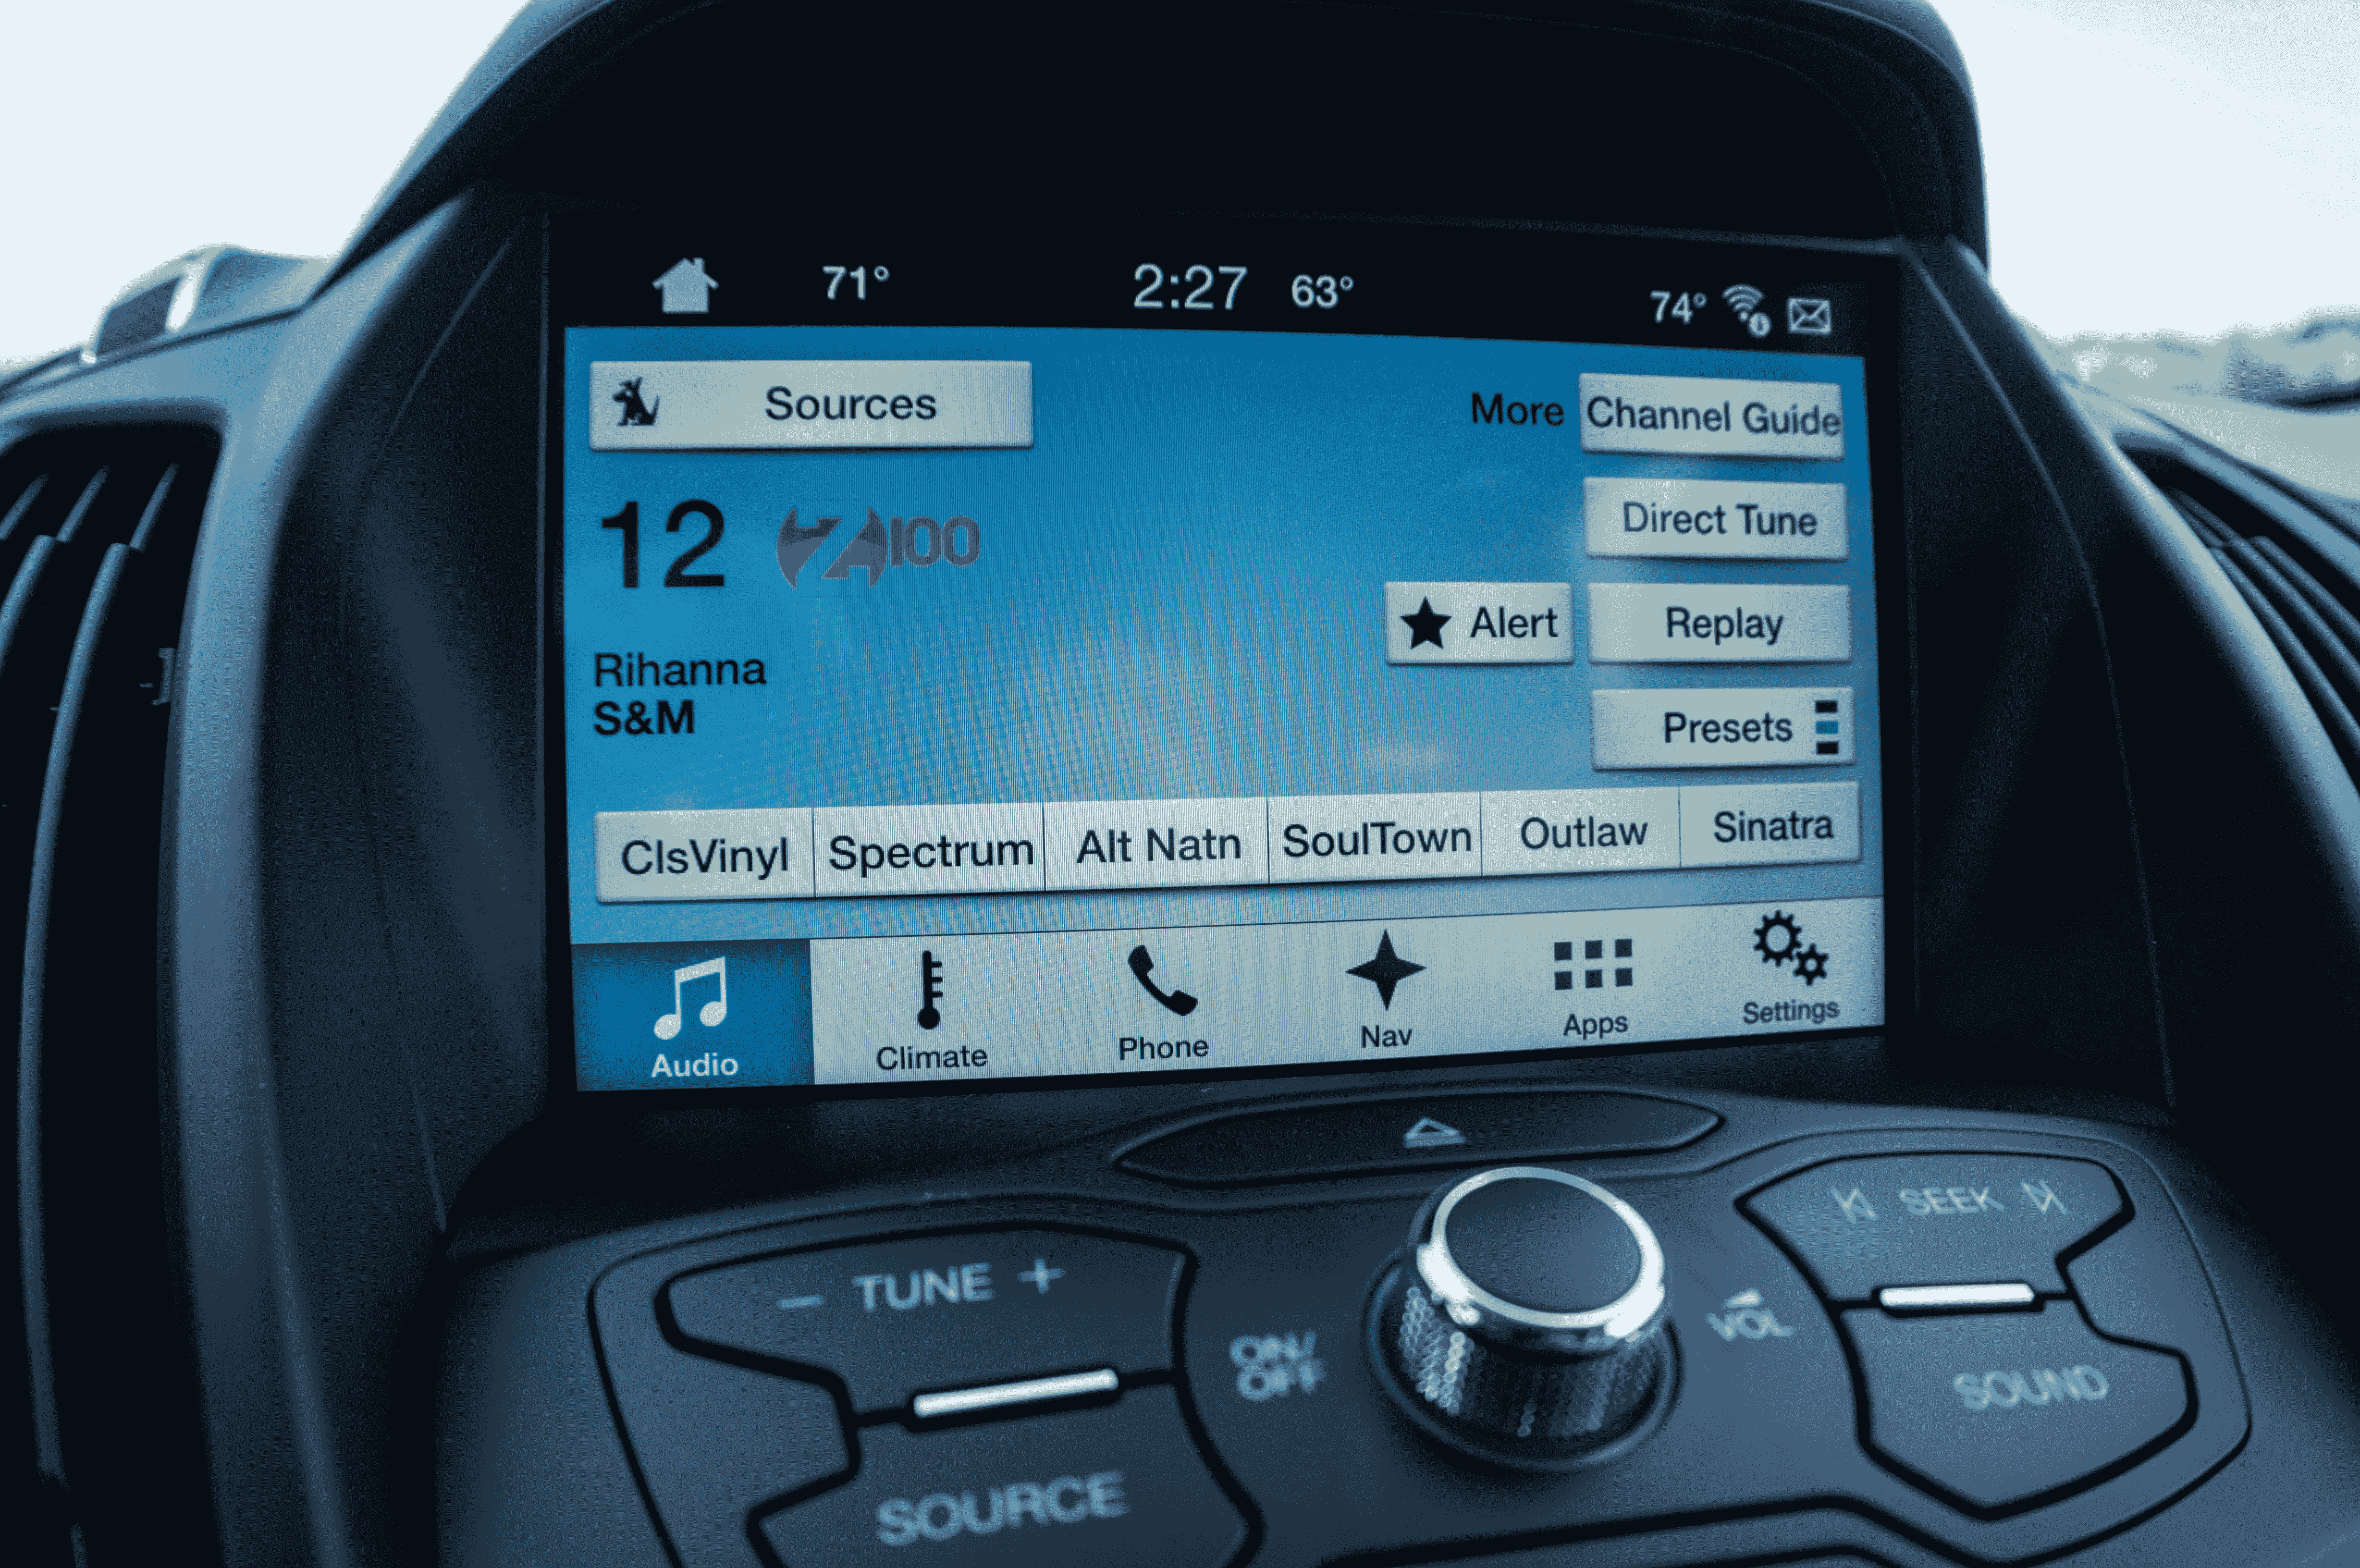 71° 2:27 63° 74°
Sources
More Channel Guide
12 Z100
Direct Tune
Alert Replay
Rihanna
S&M
Presets
ClsVinyl Spectrum Alt Natn SoulTown Outlaw Sinatra
Audio Climate Phone Nav Apps Settings
− TUNE +
SEEK
ON/
OFF
VOL
SOUND
SOURCE